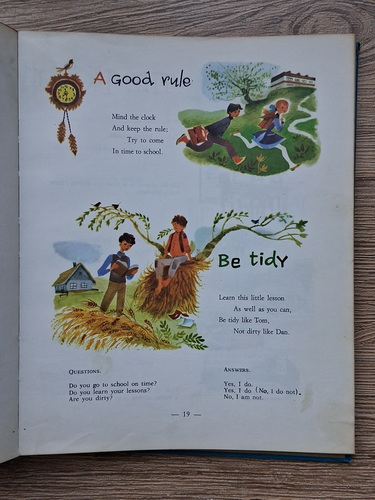 A Good rule
Mind the clock
And keep the rule;
Try to come
In time to school.
Be tidy
Learn this little lesson
As well as you can,
Be tidy like Tom,
Not dirty like Dan.
QUESTIONS.
Do you go to school on time?
Do you learn your lessons?
Are you dirty?
ANSWERS.
Yes, I do.
Yes, I do (No, I do not).
No, I am not.
— 19 —